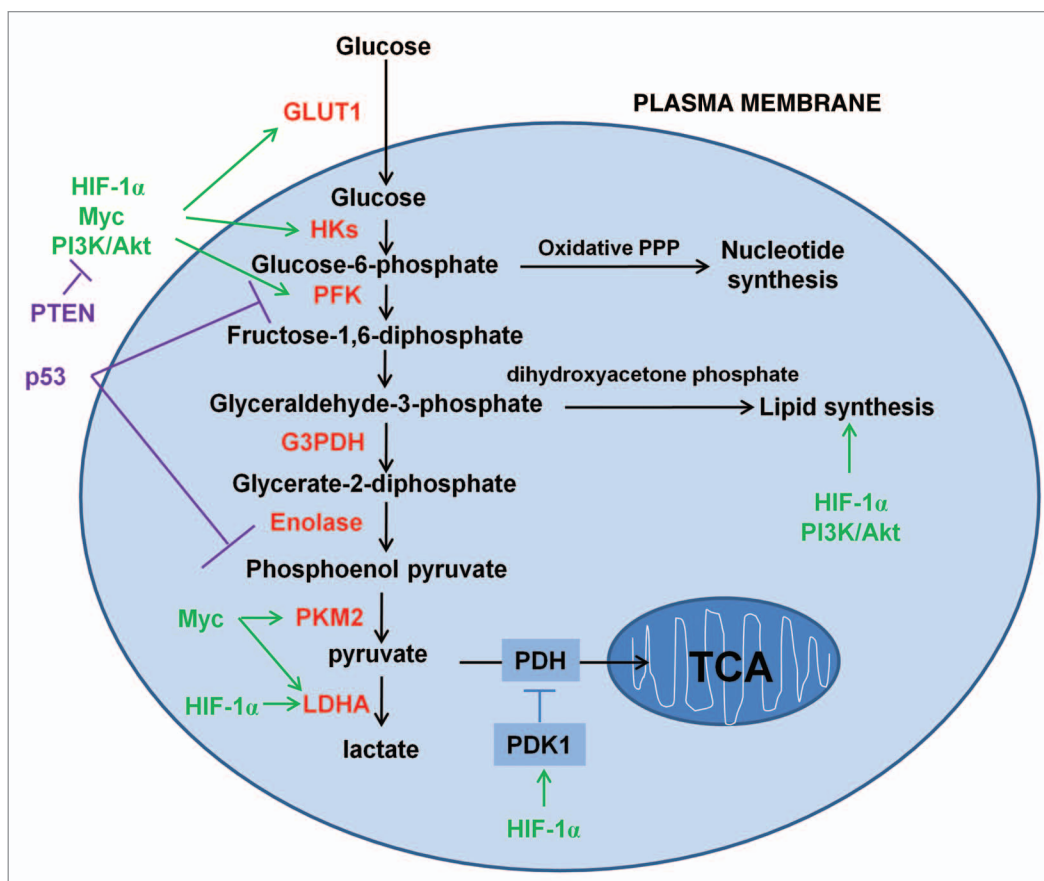 Glucose
PLASMA MEMBRANE
GLUT1
HIF-1α
Myc
PI3K/Akt
Glucose
HKs
Glucose-6-phosphate
Oxidative PPP
Nucleotide
synthesis
PTEN
PFK
Fructose-1,6-diphosphate
p53
dihydroxyacetone phosphate
Glyceraldehyde-3-phosphate
Lipid synthesis
G3PDH
Glycerate-2-diphosphate
HIF-1α
PI3K/Akt
Enolase
Phosphoenol pyruvate
Myc
PKM2
pyruvate
PDH
TCA
HIF-1α
LDHA
lactate
PDK1
HIF-1α